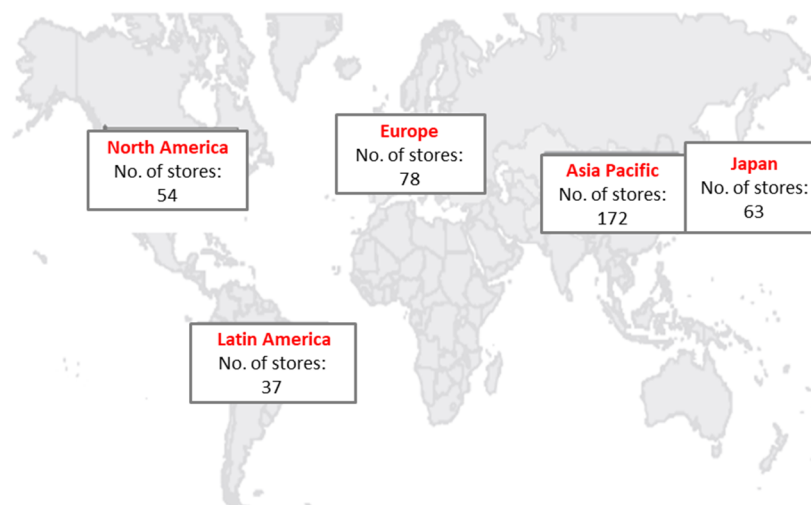 North America
No. of stores:
54
Europe
No. of stores:
78
Asia Pacific
No. of stores:
172
Japan
No. of stores:
63
Latin America
No. of stores:
37